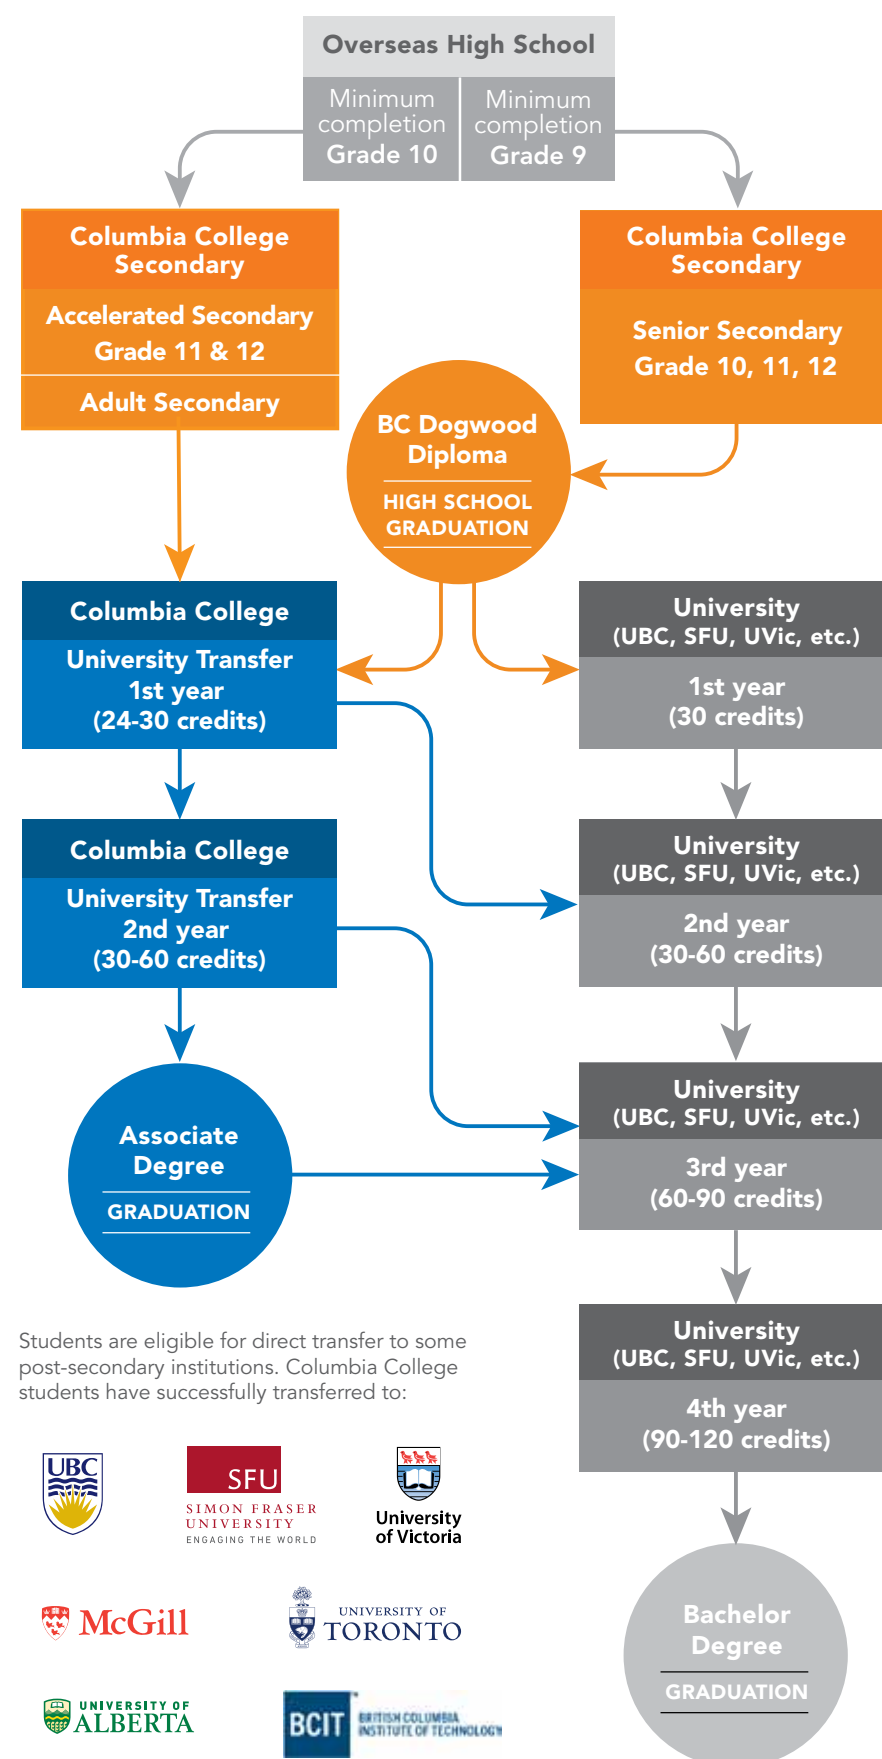 Overseas High School
Minimum
completion
Grade 10
Minimum
completion
Grade 9
Columbia College
Secondary
Accelerated Secondary
Grade 11 & 12
Adult Secondary
Columbia College
Secondary
Senior Secondary
Grade 10, 11, 12
BC Dogwood
Diploma
HIGH SCHOOL
GRADUATION
Columbia College
University Transfer
1st year
(24-30 credits)
University
(UBC, SFU, UVic, etc.)
1st year
(30 credits)
Columbia College
University Transfer
2nd year
(30-60 credits)
University
(UBC, SFU, UVic, etc.)
2nd year
(30-60 credits)
Associate
Degree
GRADUATION
University
(UBC, SFU, UVic, etc.)
3rd year
(60-90 credits)
University
(UBC, SFU, UVic, etc.)
4th year
(90-120 credits)
Bachelor
Degree
GRADUATION
Students are eligible for direct transfer to some
post-secondary institutions. Columbia College
students have successfully transferred to:
UBC
SFU
SIMON FRASER
UNIVERSITY
ENGAGING THE WORLD
University
of Victoria
McGill
UNIVERSITY OF
TORONTO
UNIVERSITY OF
ALBERTA
BCIT
BRITISH COLUMBIA
INSTITUTE OF TECHNOLOGY